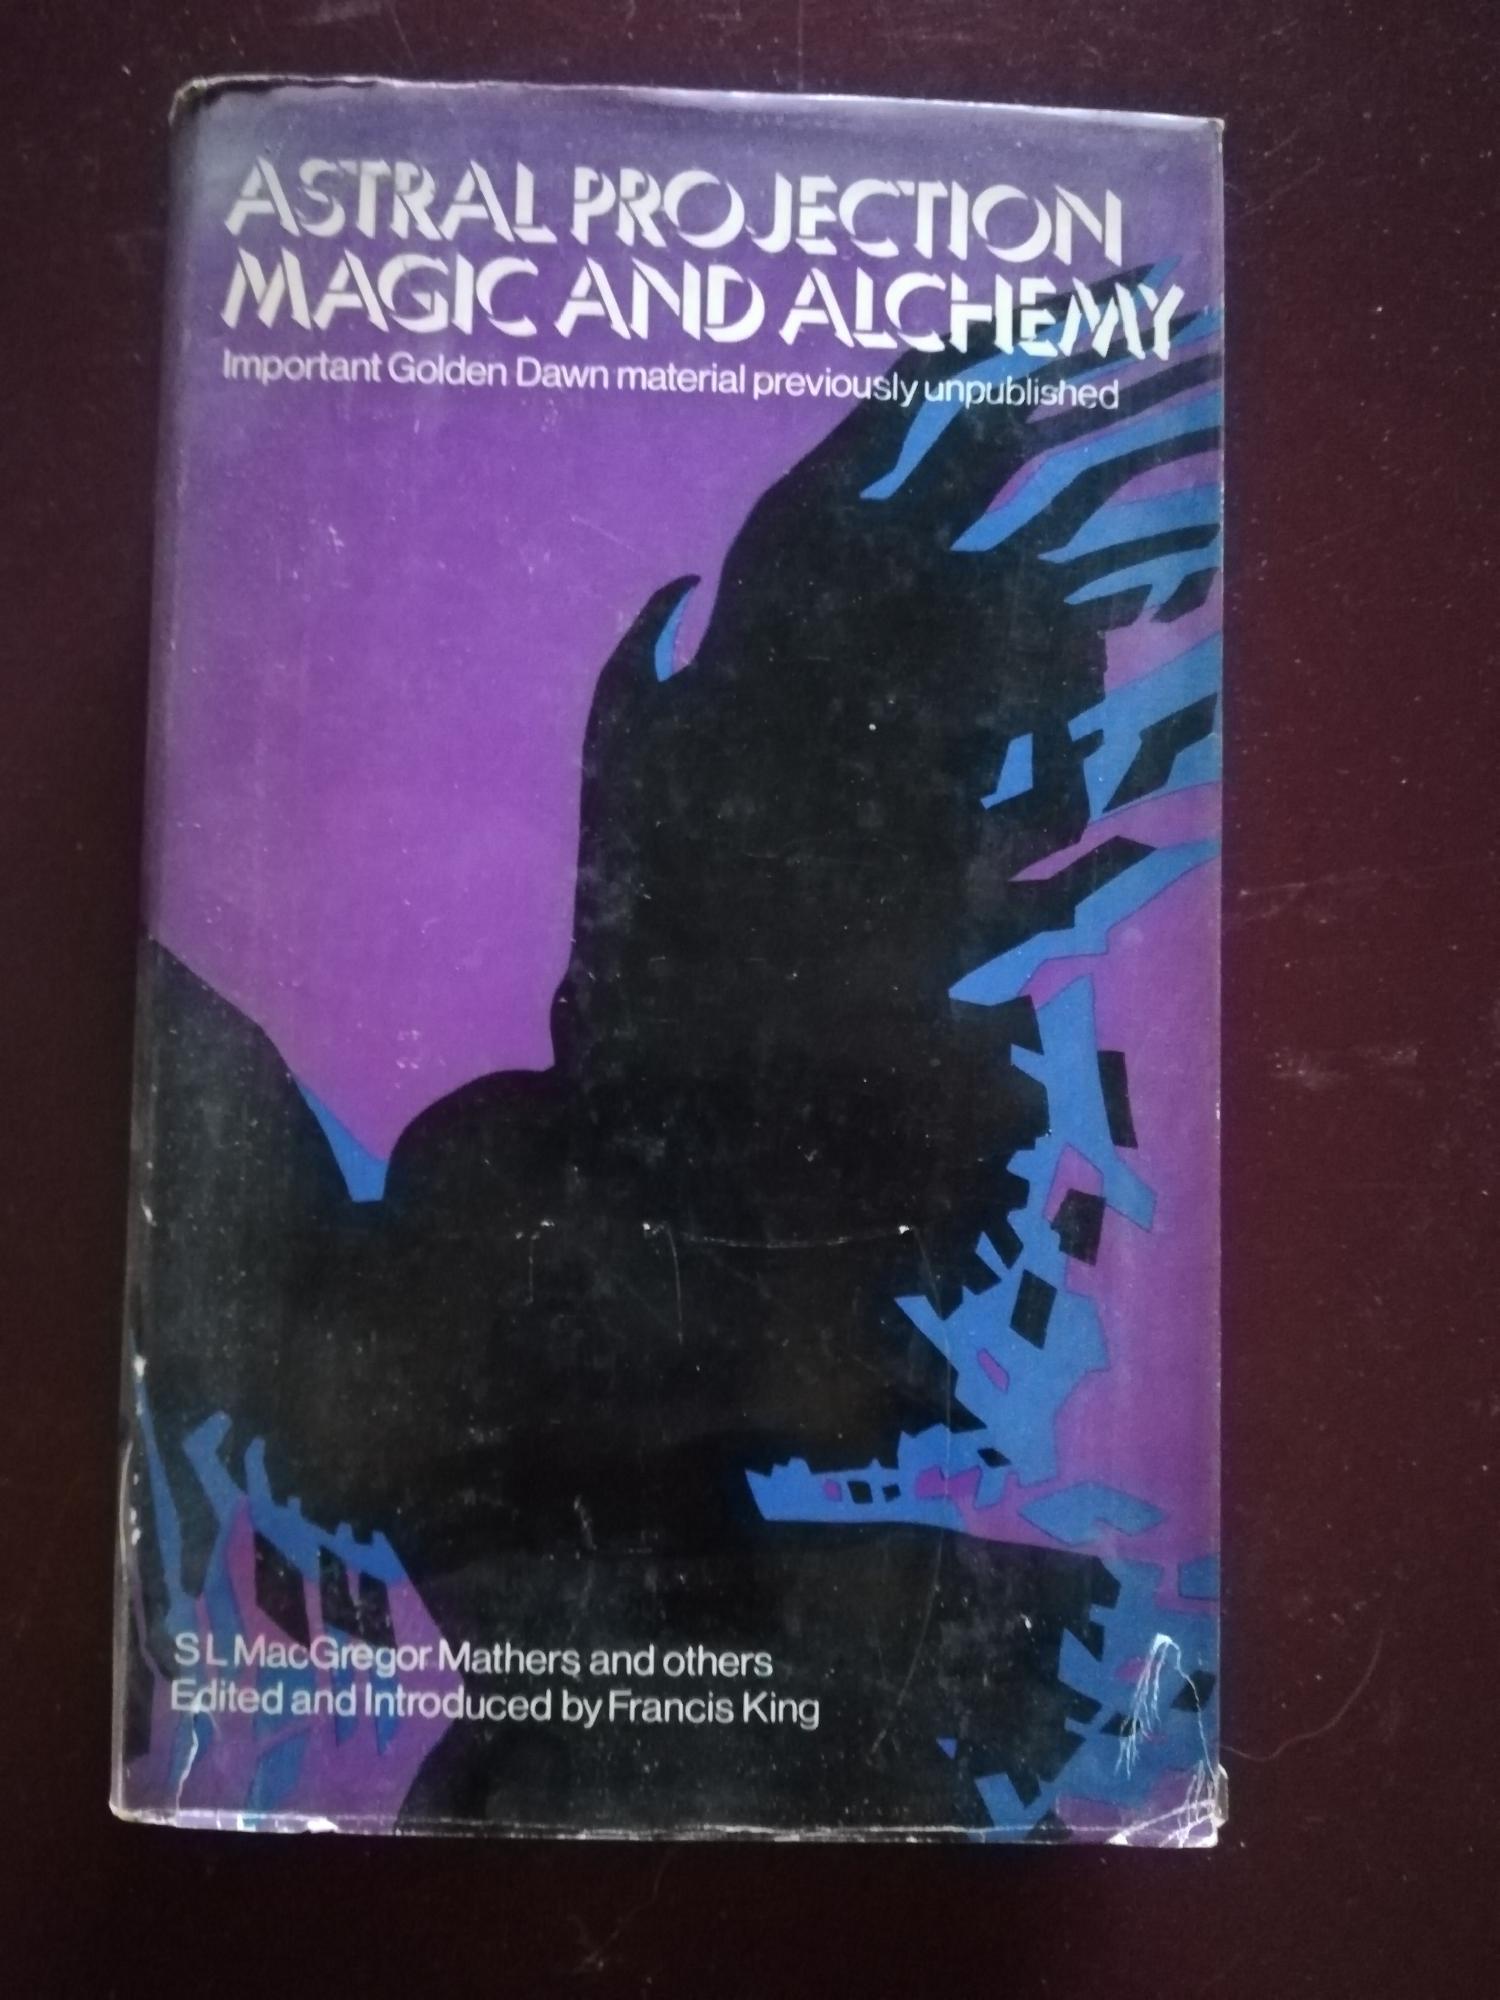 ASTRAL PROJECTION
MAGIC AND ALCHEMY
Important Golden Dawn material previously unpublished
S L MacGregor Mathers and others
Edited and Introduced by Francis King